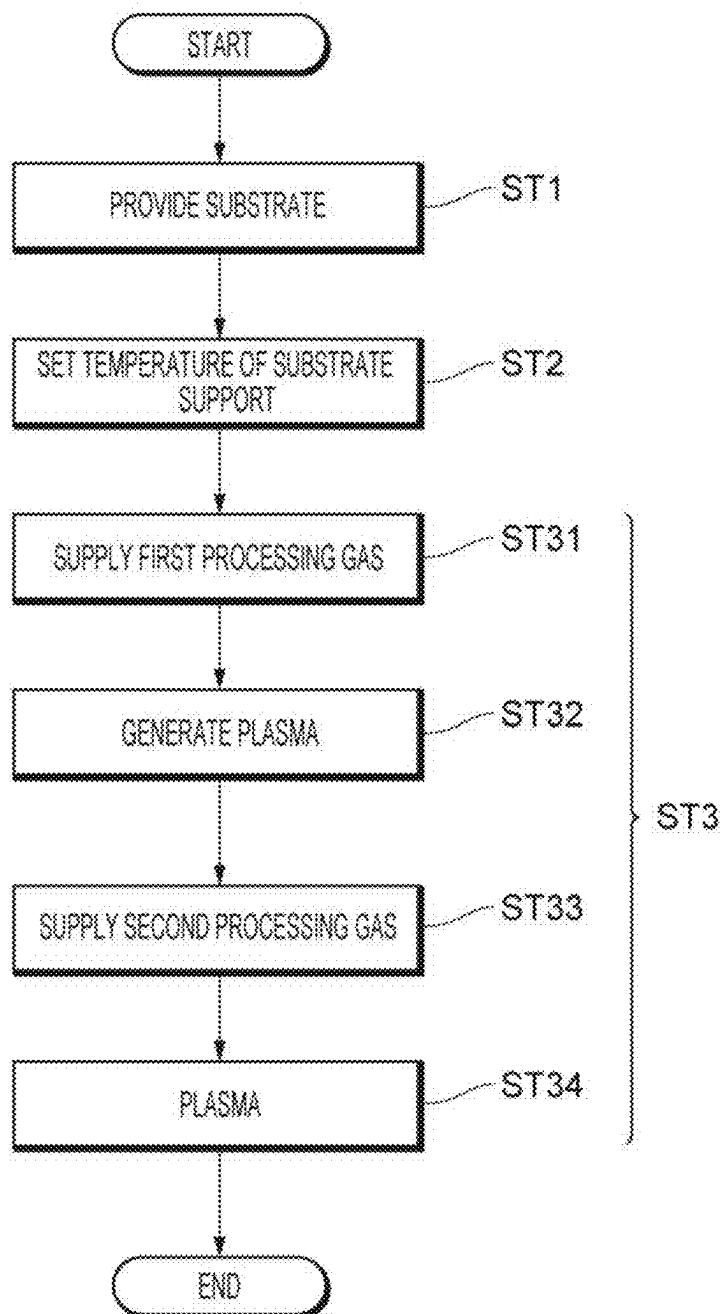 START
PROVIDE SUBSTRATE
ST1
SET TEMPERATURE OF SUBSTRATE
SUPPORT
ST2
SUPPLY FIRST PROCESSING GAS
ST31
GENERATE PLASMA
ST32
ST3
SUPPLY SECOND PROCESSING GAS
ST33
PLASMA
ST34
END